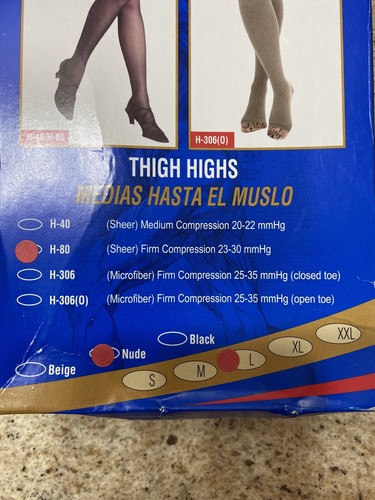 H-40/H-80
H-306(O)
THIGH HIGHS
MEDIAS HASTA EL MUSLO
H-40 (Sheer) Medium Compression 20-22 mmHg
H-80 (Sheer) Firm Compression 23-30 mmHg
H-306 (Microfiber) Firm Compression 25-35 mmHg (closed toe)
H-306(O) (Microfiber) Firm Compression 25-35 mmHg (open toe)
Black
Nude
Beige
S M L XL XXL